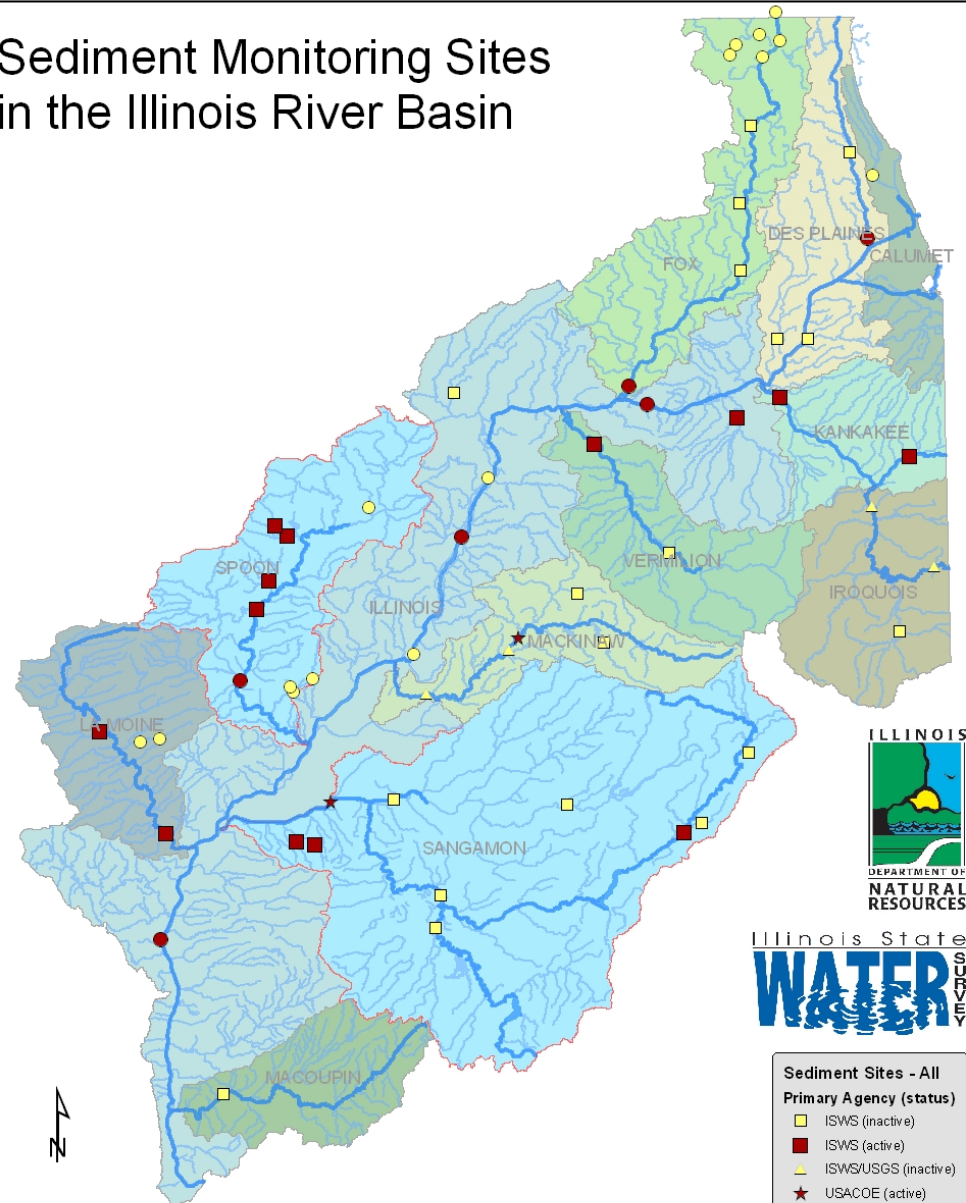 Sediment Monitoring Sites
in the Illinois River Basin
DES PLAINES
CALUMET
FOX
KANKAKEE
SPOON
VERMILION
IROQUOIS
ILLINOIS
MACKINAW
LA MOINE
SANGAMON
MACOUPIN
N
ILLINOIS
DEPARTMENT OF
NATURAL
RESOURCES
Illinois State
WATER
SURVEY
Sediment Sites - All
Primary Agency (status)
ISWS (inactive)
ISWS (active)
ISWS/USGS (inactive)
USACOE (active)